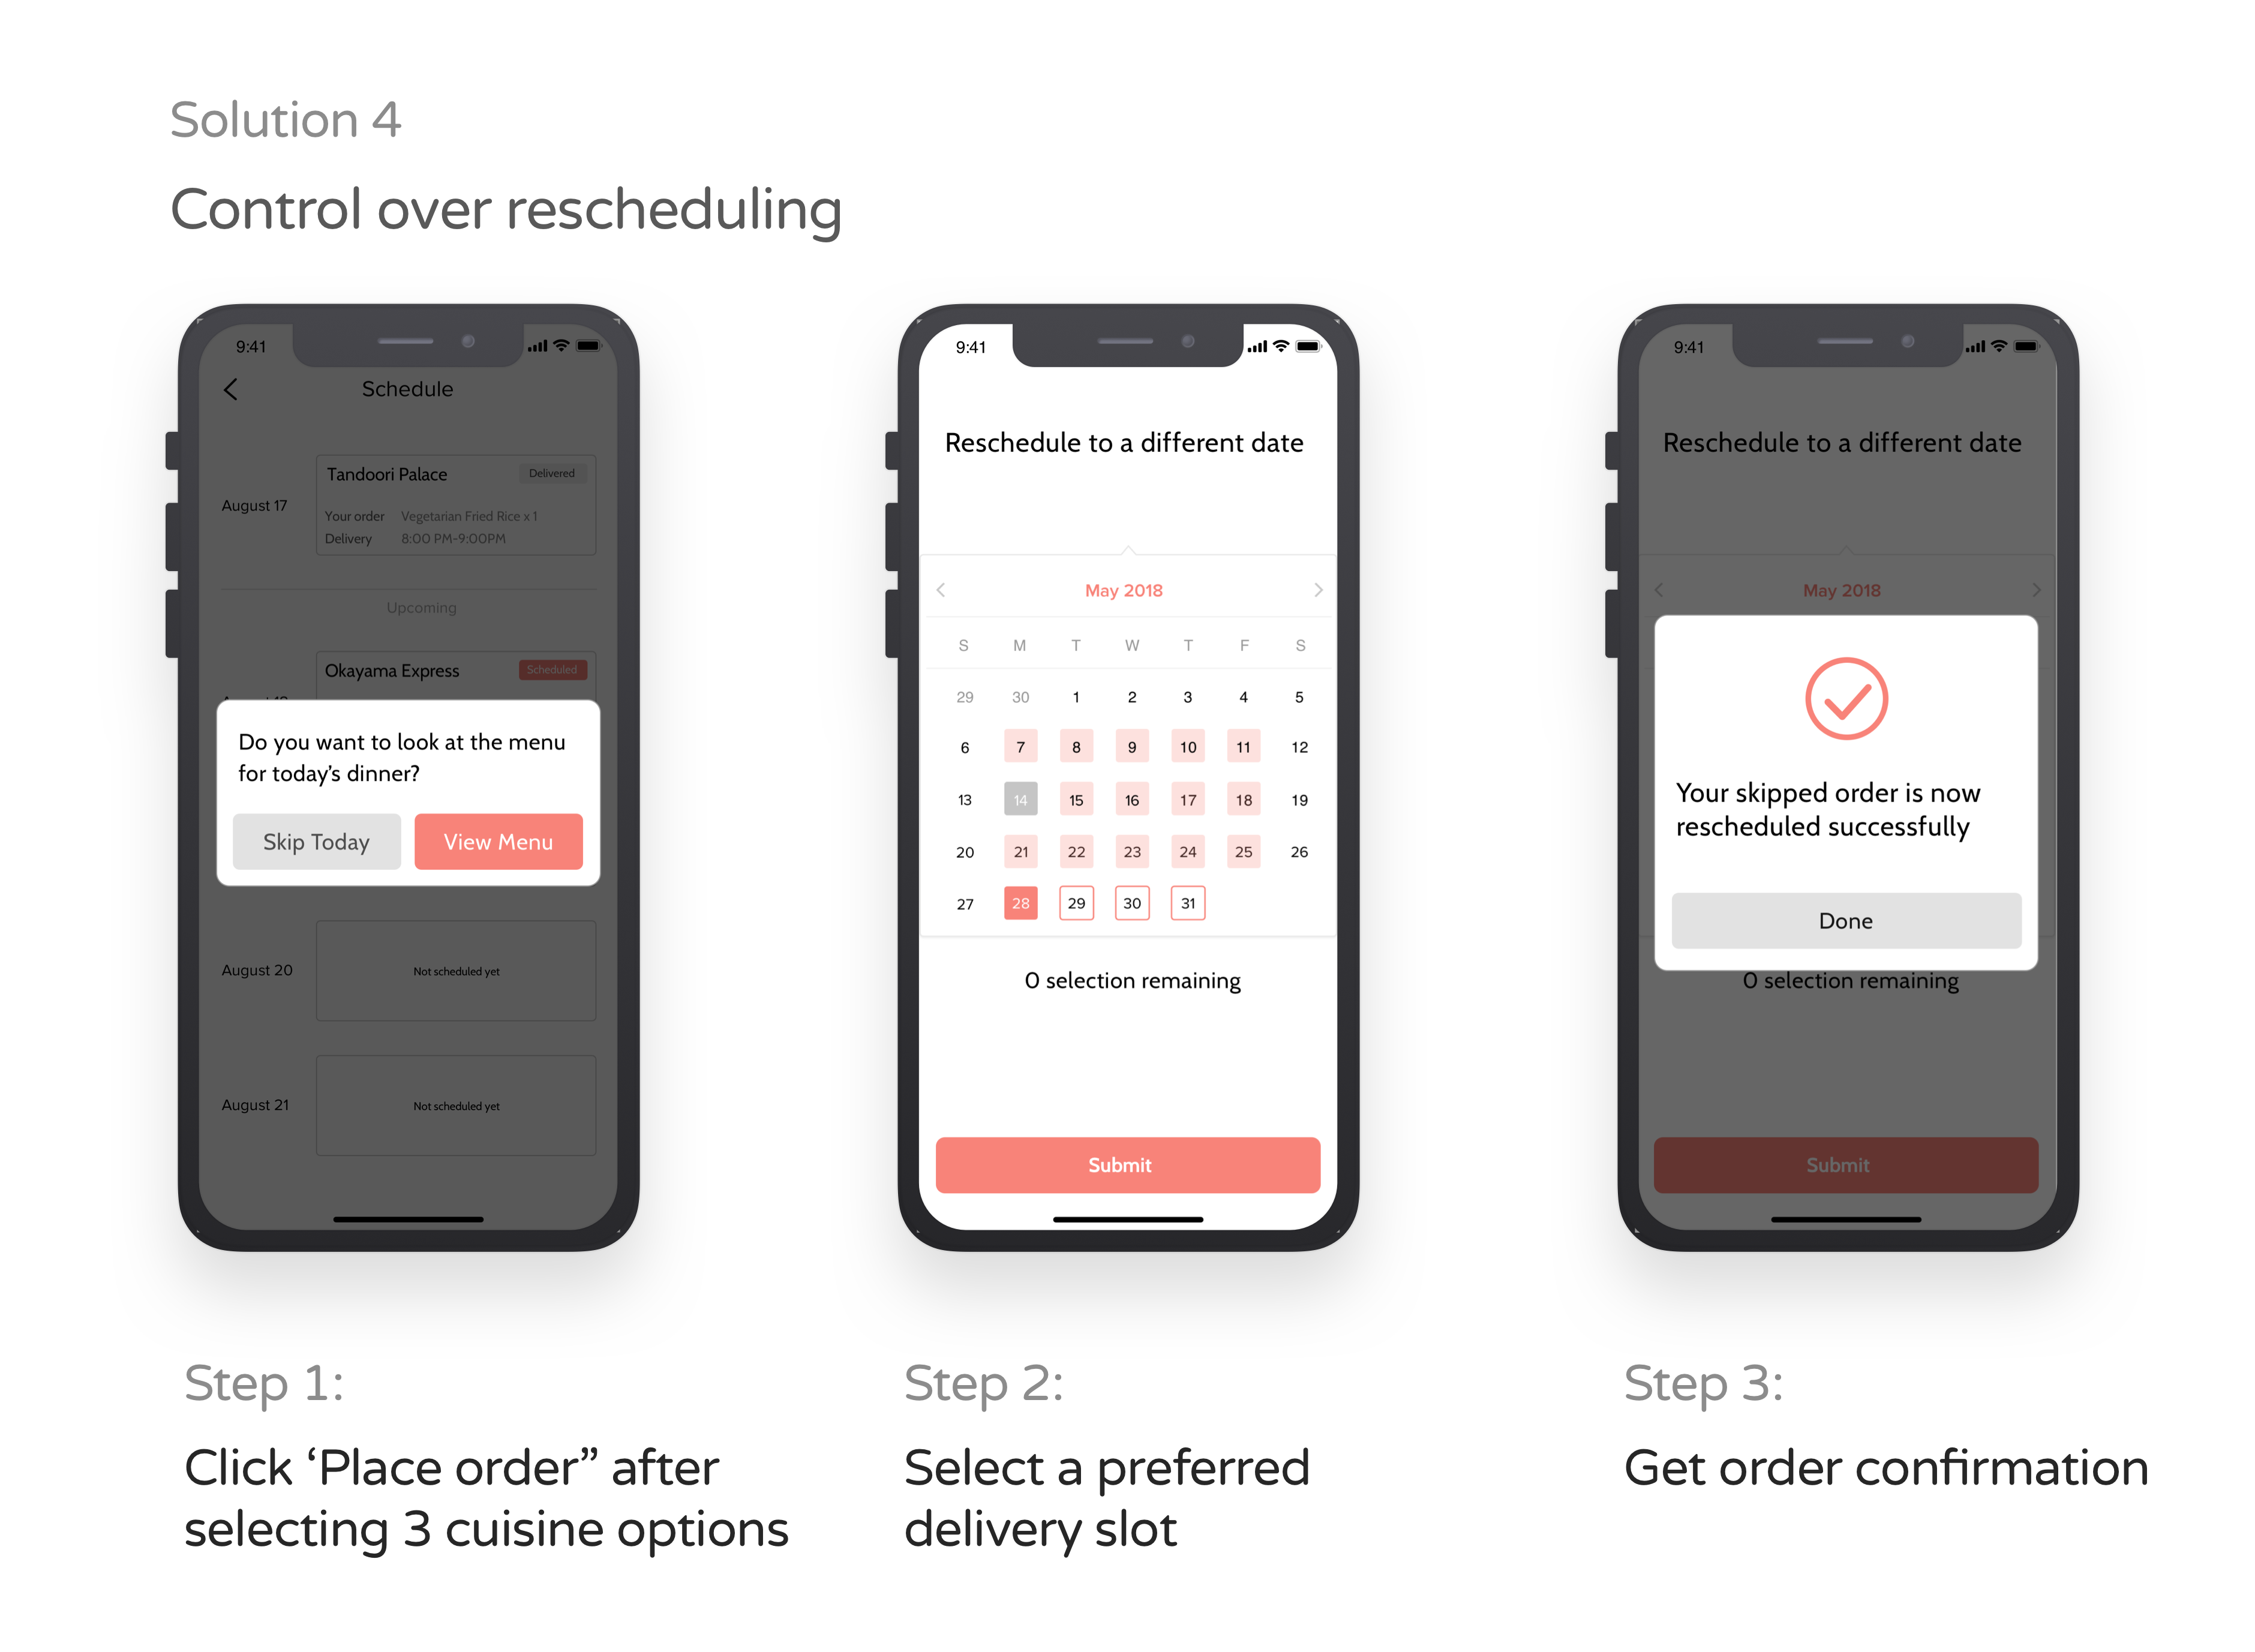 Solution 4
Control over rescheduling
9:41
Schedule
August 17
Tandoori Palace
Delivered
Your order Vegetarian Fried Rice x 1
Delivery 8:00 PM-9:00PM
Upcoming
Okayama Express
Scheduled
Do you want to look at the menu
for today’s dinner?
Skip Today
View Menu
August 20
Not scheduled yet
August 21
Not scheduled yet
9:41
Reschedule to a different date
May 2018
S M T W T F S
29 30 1 2 3 4 5
6 7 8 9 10 11 12
13 14 15 16 17 18 19
20 21 22 23 24 25 26
27 28 29 30 31
0 selection remaining
Submit
9:41
Reschedule to a different date
May 2018
Your skipped order is now
rescheduled successfully
Done
0 selection remaining
Submit
Step 1:
Click ‘Place order” after
selecting 3 cuisine options
Step 2:
Select a preferred
delivery slot
Step 3:
Get order confirmation